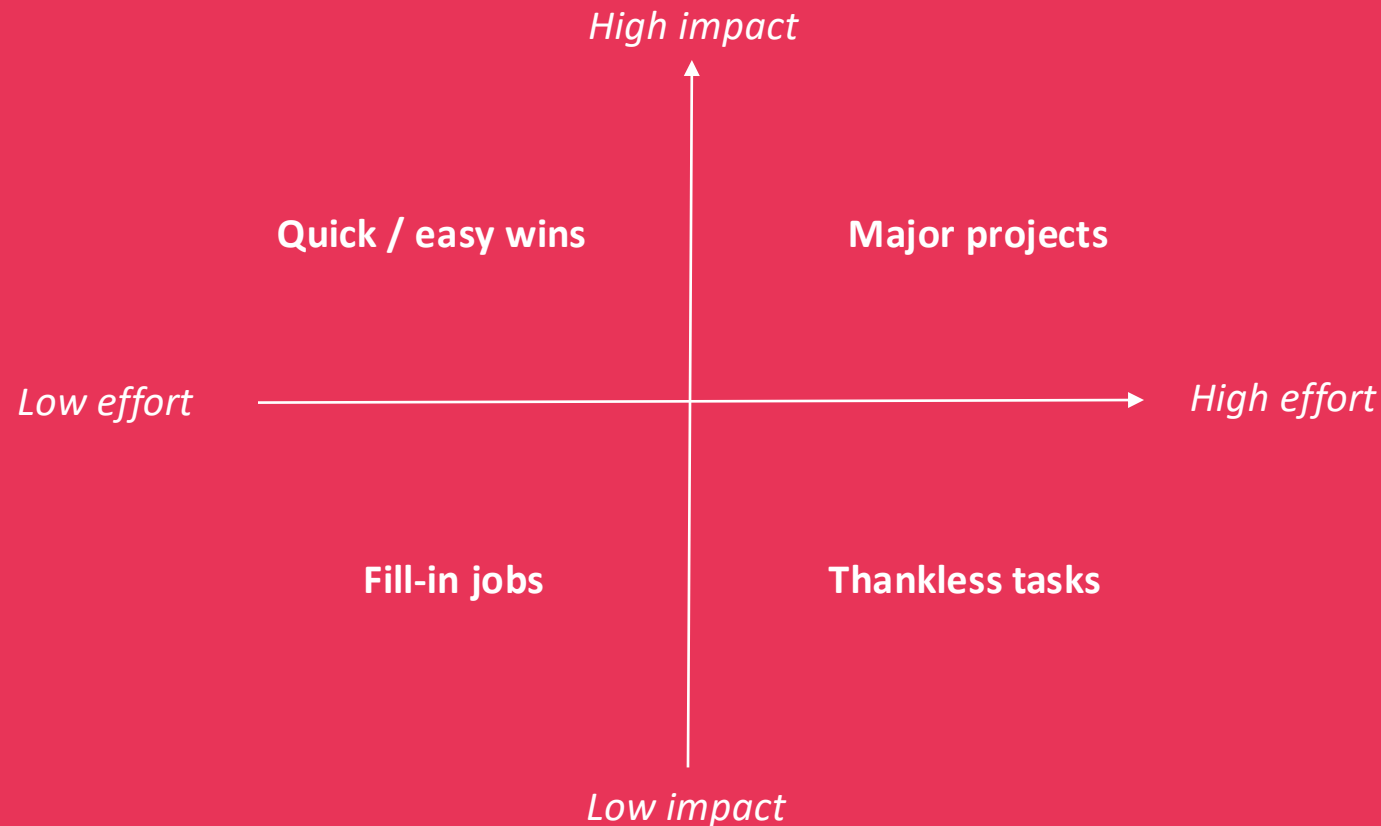 High impact
Quick / easy wins
Major projects
Low effort
High effort
Fill-in jobs
Thankless tasks
Low impact